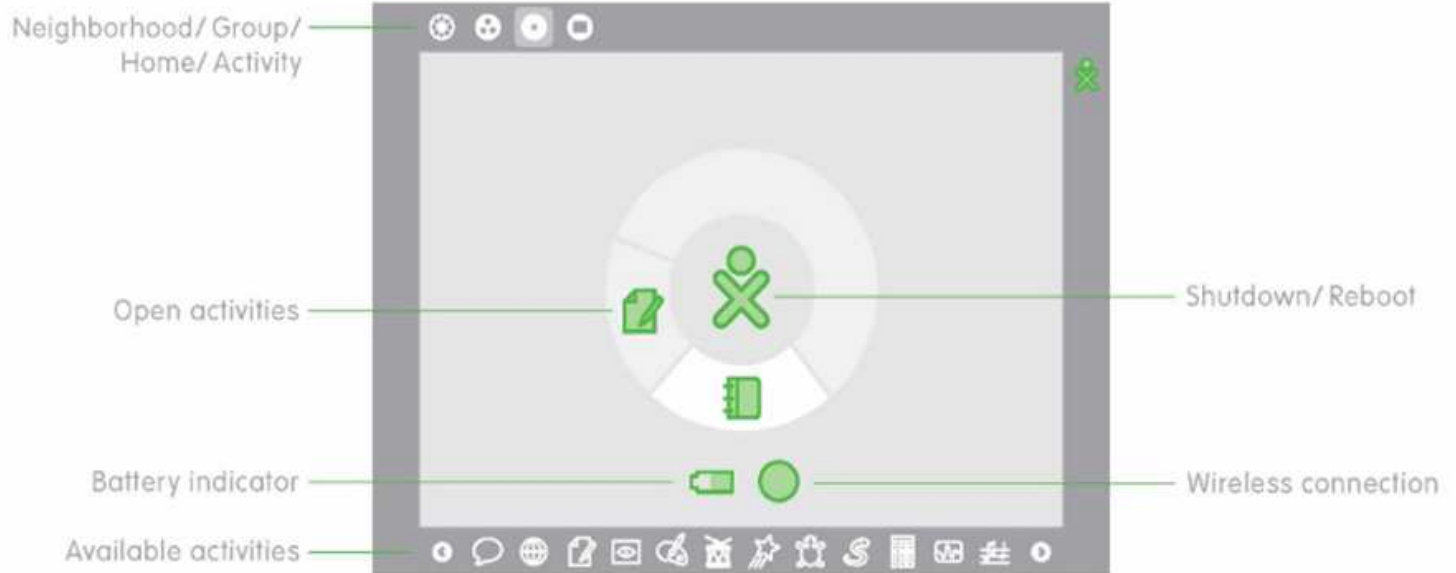 Neighborhood/ Group/
Home/ Activity
Open activities
Shutdown/ Reboot
Battery indicator
Wireless connection
Available activities